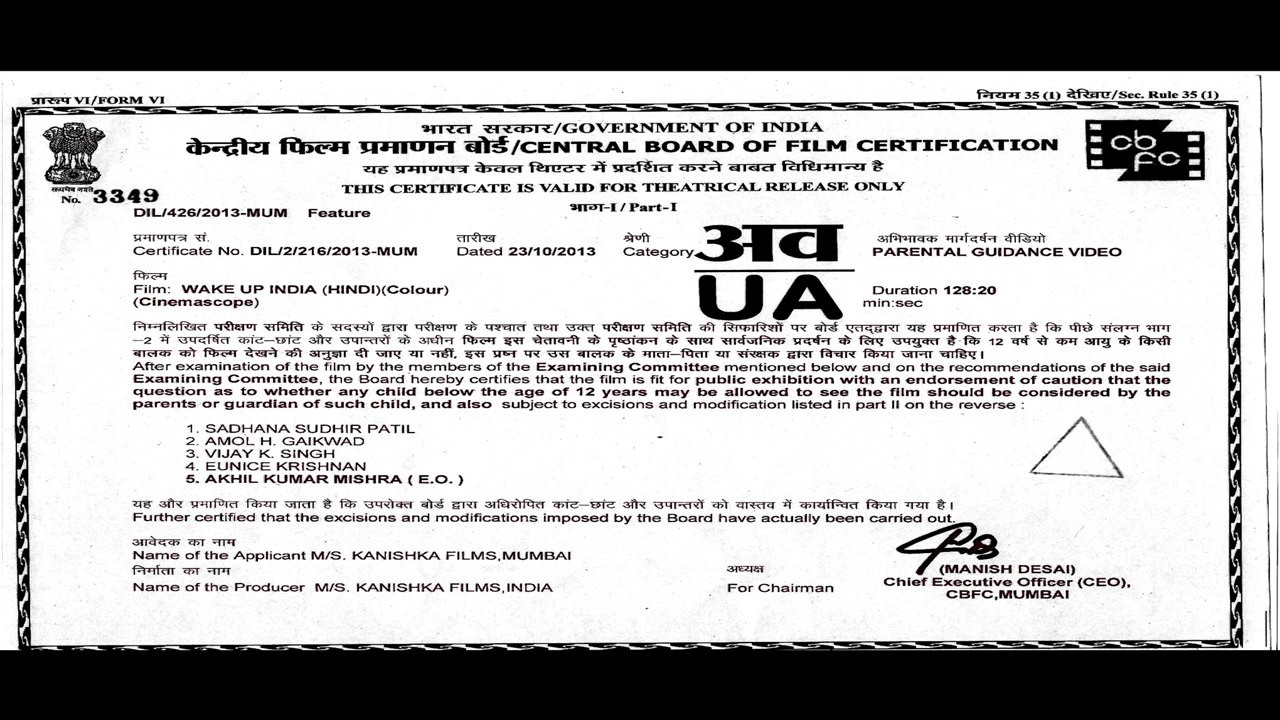 प्रारूप VI/FORM VI
नियम 35 (1) देखिए/Sec. Rule 35 (1)
भारत सरकार/GOVERNMENT OF INDIA
केन्द्रीय फिल्म प्रमाणन बोर्ड/CENTRAL BOARD OF FILM CERTIFICATION
cb
fc
यह प्रमाणपत्र केवल थिएटर में प्रदर्शित करने बाबत विधिमान्य है
THIS CERTIFICATE IS VALID FOR THEATRICAL RELEASE ONLY
सत्यमेव जयते
No. 3349
भाग-I/Part-I
DIL/426/2013-MUM Feature
प्रमाणपत्र सं. तारीख श्रेणी अव अभिभावक मार्गदर्शन वीडियो
Certificate No. DIL/2/216/2013-MUM Dated 23/10/2013 Category PARENTAL GUIDANCE VIDEO
फिल्म
Film: WAKE UP INDIA (HINDI)(Colour) UA Duration 128:20
(Cinemascope) min:sec
निम्नलिखित परीक्षण समिति के सदस्यों द्वारा परीक्षण के पश्चात तथा उक्त परीक्षण समिति की सिफारिशों पर बोर्ड एतद्द्वारा यह प्रमाणित करता है कि पीछे संलग्न भाग
-2 में उपदर्षित कांट-छांट और उपान्तरों के अधीन फिल्म इस चेतावनी के पृष्ठांकन के साथ सार्वजनिक प्रदर्षन के लिए उपयुक्त है कि 12 वर्ष से कम आयु के किसी
बालक को फिल्म देखने की अनुज्ञा दी जाए या नहीं, इस प्रश्न पर उस बालक के माता-पिता या संरक्षक द्वारा विचार किया जाना चाहिए।
After examination of the film by the members of the Examining Committee mentioned below and on the recommendations of the said
Examining Committee, the Board hereby certifies that the film is fit for public exhibition with an endorsement of caution that the
question as to whether any child below the age of 12 years may be allowed to see the film should be considered by the
parents or guardian of such child, and also subject to excisions and modification listed in part II on the reverse :
1. SADHANA SUDHIR PATIL
2. AMOL H. GAIKWAD
3. VIJAY K. SINGH
4. EUNICE KRISHNAN
5. AKHIL KUMAR MISHRA ( E.O. )
यह और प्रमाणित किया जाता है कि उपरोक्त बोर्ड द्वारा अधिरोपित कांट-छांट और उपान्तरों को वास्तव में कार्यान्वित किया गया है।
Further certified that the excisions and modifications imposed by the Board have actually been carried out.
आवेदक का नाम
Name of the Applicant M/S. KANISHKA FILMS,MUMBAI
निर्माता का नाम
Name of the Producer M/S. KANISHKA FILMS,INDIA
अध्यक्ष
For Chairman
(MANISH DESAI)
Chief Executive Officer (CEO),
CBFC,MUMBAI